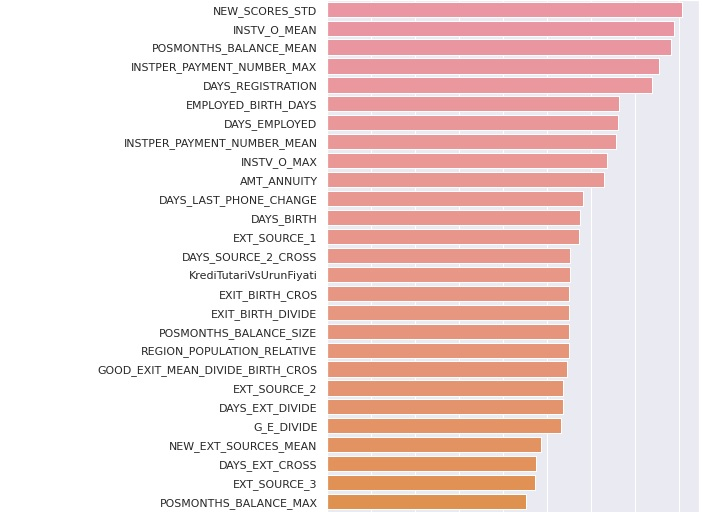 NEW_SCORES_STD
INSTV_O_MEAN
POSMONTHS_BALANCE_MEAN
INSTPER_PAYMENT_NUMBER_MAX
DAYS_REGISTRATION
EMPLOYED_BIRTH_DAYS
DAYS_EMPLOYED
INSTPER_PAYMENT_NUMBER_MEAN
INSTV_O_MAX
AMT_ANNUITY
DAYS_LAST_PHONE_CHANGE
DAYS_BIRTH
EXT_SOURCE_1
DAYS_SOURCE_2_CROSS
KrediTutariVsUrunFiyati
EXIT_BIRTH_CROS
EXIT_BIRTH_DIVIDE
POSMONTHS_BALANCE_SIZE
REGION_POPULATION_RELATIVE
GOOD_EXIT_MEAN_DIVIDE_BIRTH_CROS
EXT_SOURCE_2
DAYS_EXT_DIVIDE
G_E_DIVIDE
NEW_EXT_SOURCES_MEAN
DAYS_EXT_CROSS
EXT_SOURCE_3
POSMONTHS_BALANCE_MAX